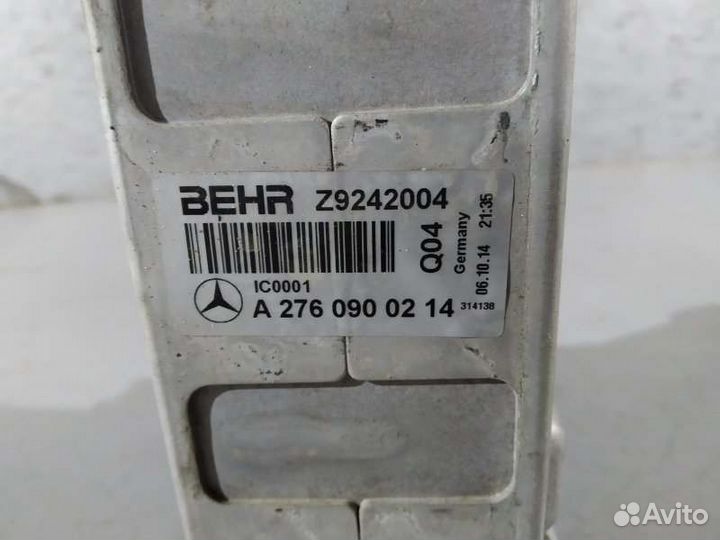 BEHR Z9242004
Q04
Germany
06.10.14 21:35
IC0001
A 276 090 02 14 314138
Avito